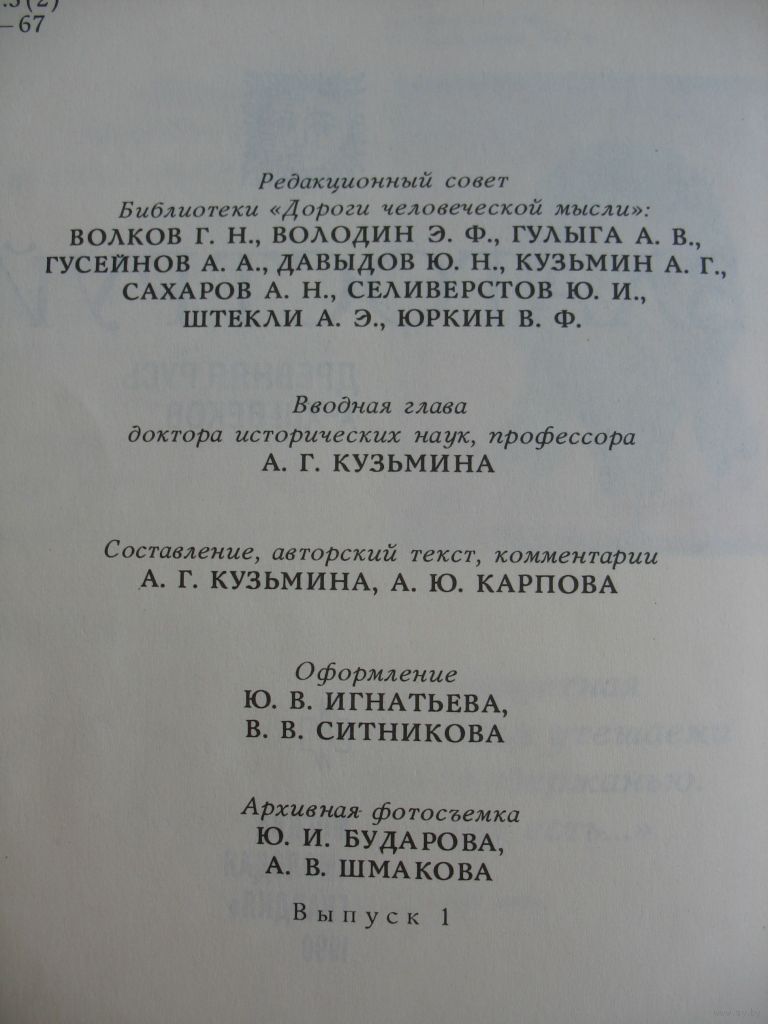 .3(2)
–67
Редакционный совет
Библиотеки «Дороги человеческой мысли»:
ВОЛКОВ Г. Н., ВОЛОДИН Э. Ф., ГУЛЫГА А. В.,
ГУСЕЙНОВ А. А., ДАВЫДОВ Ю. Н., КУЗЬМИН А. Г.,
САХАРОВ А. Н., СЕЛИВЕРСТОВ Ю. И.,
ШТЕКЛИ А. Э., ЮРКИН В. Ф.
Вводная глава
доктора исторических наук, профессора
А. Г. КУЗЬМИНА
Составление, авторский текст, комментарии
А. Г. КУЗЬМИНА, А. Ю. КАРПОВА
Оформление
Ю. В. ИГНАТЬЕВА,
В. В. СИТНИКОВА
Архивная фотосъемка
Ю. И. БУДАРОВА,
А. В. ШМАКОВА
Выпуск 1